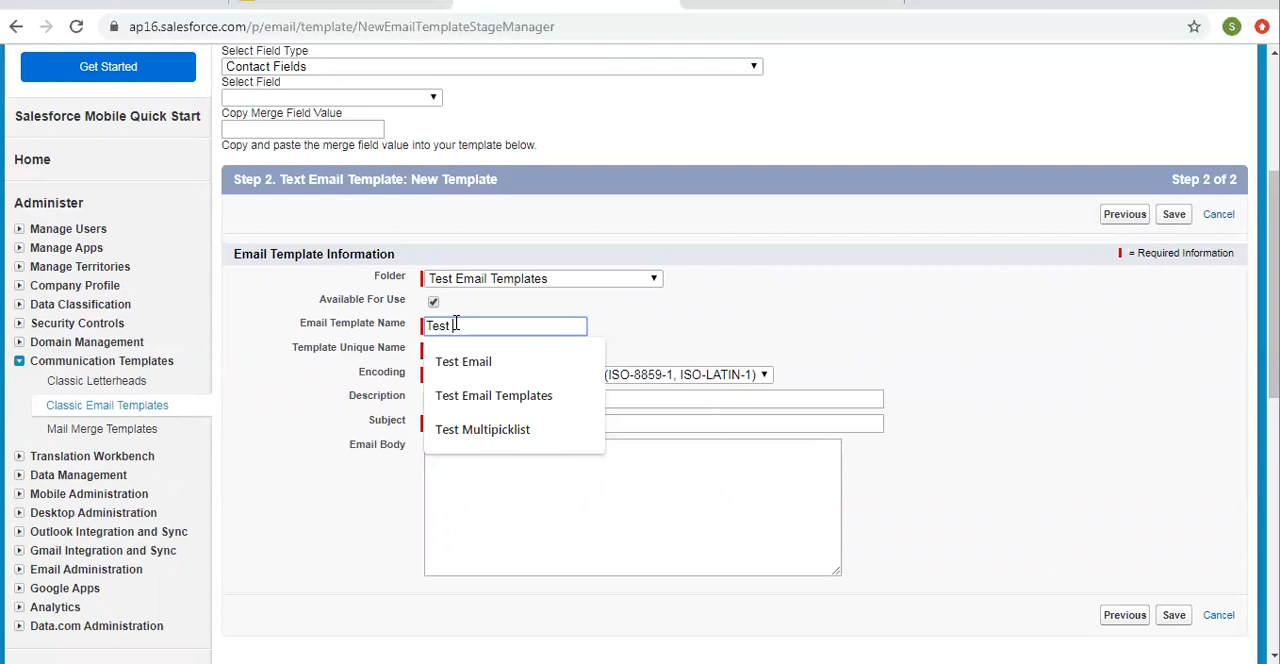 ap16.salesforce.com/p/email/template/NewEmailTemplateStageManager
S
Get Started
Salesforce Mobile Quick Start
Home
Administer
Manage Users
Manage Apps
Manage Territories
Company Profile
Data Classification
Security Controls
Domain Management
Communication Templates
Classic Letterheads
Classic Email Templates
Mail Merge Templates
Translation Workbench
Data Management
Mobile Administration
Desktop Administration
Outlook Integration and Sync
Gmail Integration and Sync
Email Administration
Google Apps
Analytics
Data.com Administration
Select Field Type
Contact Fields
Select Field
Copy Merge Field Value
Copy and paste the merge field value into your template below.
Step 2. Text Email Template: New Template Step 2 of 2
Previous Save Cancel
Email Template Information = Required Information
Folder Test Email Templates
Available For Use
Email Template Name Test
Template Unique Name
Test Email
Encoding (ISO-8859-1, ISO-LATIN-1)
Description Test Email Templates
Subject Test Multipicklist
Email Body
Previous Save Cancel